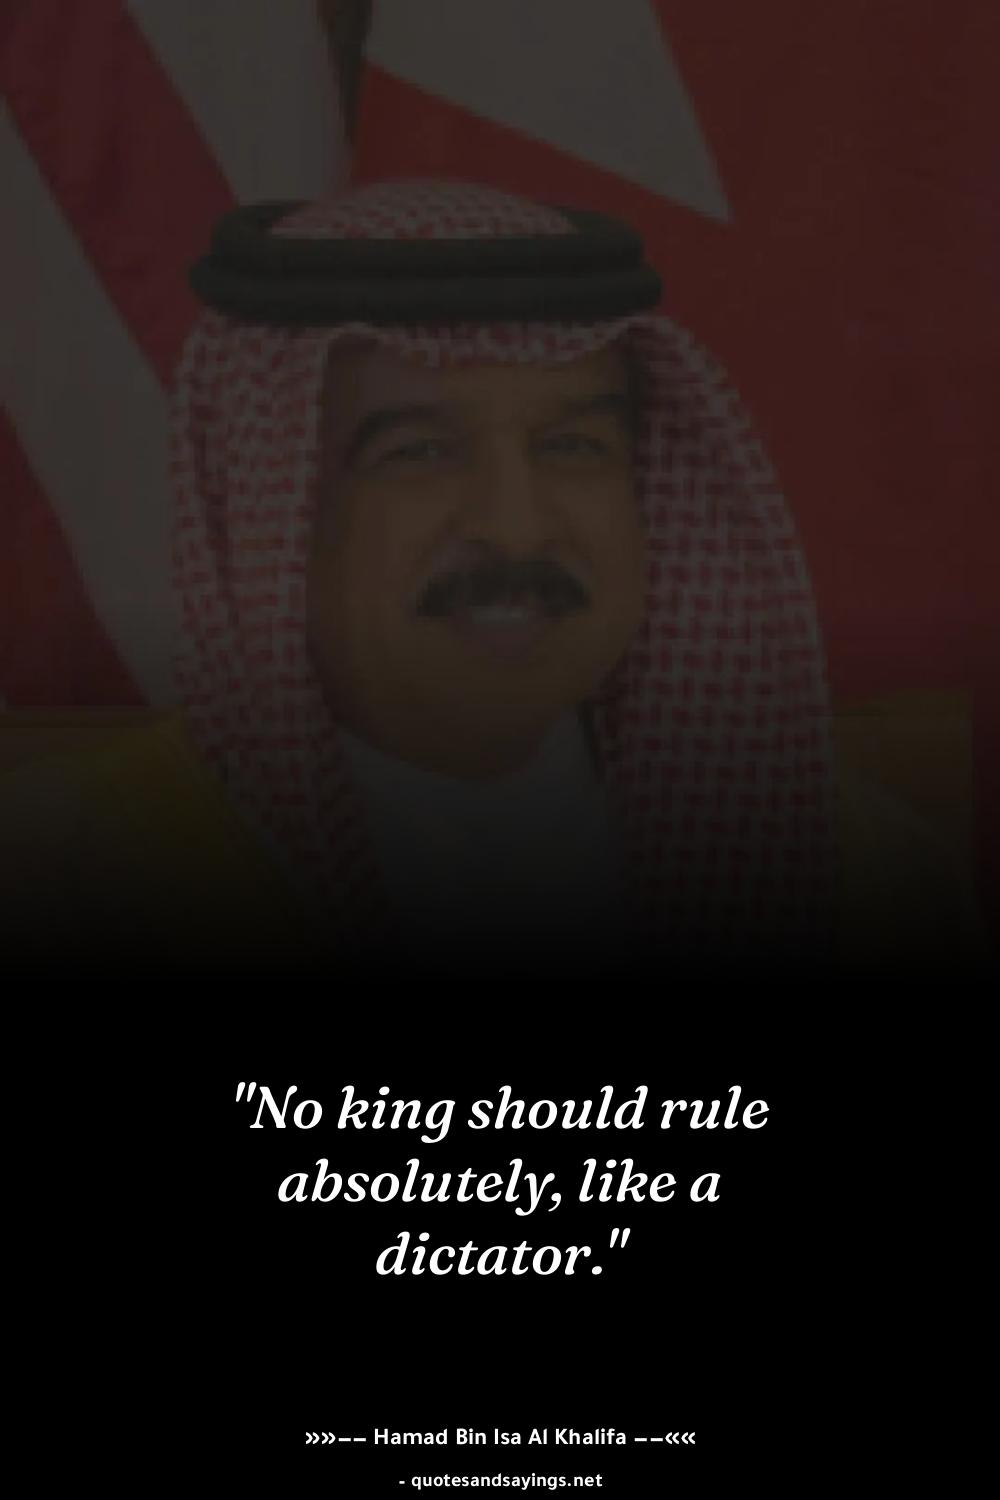 "No king should rule
absolutely, like a
dictator."
»»—— Hamad Bin Isa Al Khalifa ——««
- quotesandsayings.net